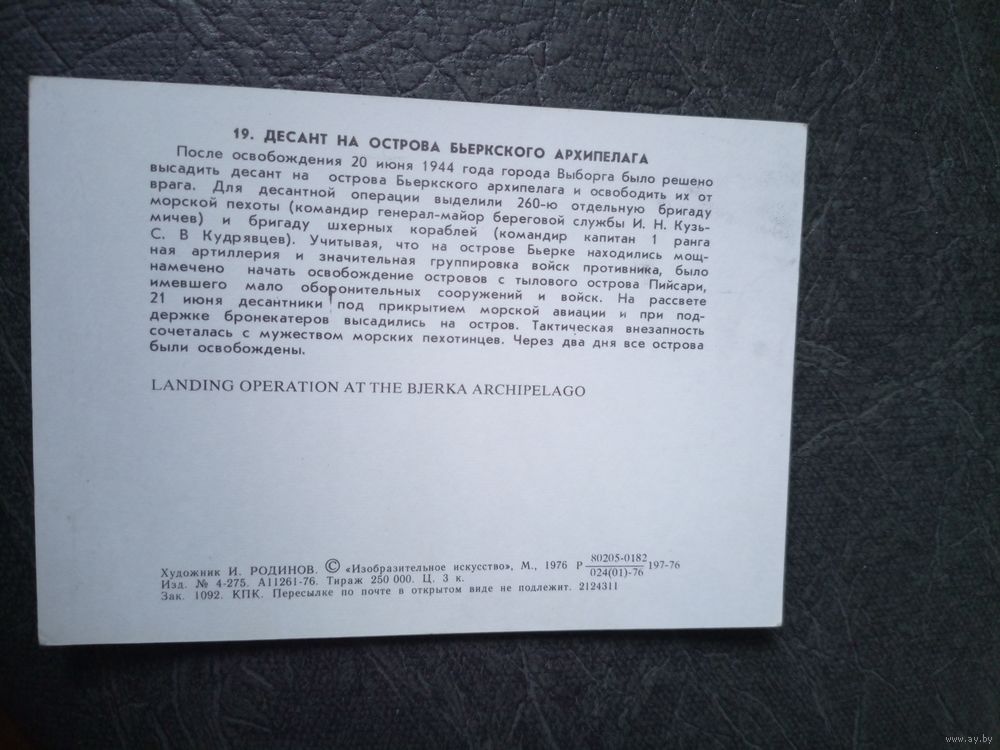 19. ДЕСАНТ НА ОСТРОВА БЬЕРКСКОГО АРХИПЕЛАГА
После освобождения 20 июня 1944 года города Выборга было решено
высадить десант на острова Бьеркского архипелага и освободить их от
врага. Для десантной операции выделили 260-ю отдельную бригаду
морской пехоты (командир генерал-майор береговой службы И. Н. Кузь-
мичев) и бригаду шхерных кораблей (командир капитан 1 ранга
С. В Кудрявцев). Учитывая, что на острове Бьерке находились мощ-
ная артиллерия и значительная группировка войск противника, было
намечено начать освобождение островов с тылового острова Пийсари,
имевшего мало оборонительных сооружений и войск. На рассвете
21 июня десантники под прикрытием морской авиации и при под-
держке бронекатеров высадились на остров. Тактическая внезапность
сочеталась с мужеством морских пехотинцев. Через два дня все острова
были освобождены.
LANDING OPERATION AT THE BJERKA ARCHIPELAGO
Художник И. РОДИНОВ. © «Изобразительное искусство», М., 1976 Р 80205-0182 / 024(01)-76 197-76
Изд. № 4-275. А11261-76. Тираж 250 000. Ц. 3 к.
Зак. 1092. КПК. Пересылке по почте в открытом виде не подлежит. 2124311
www.ay.by